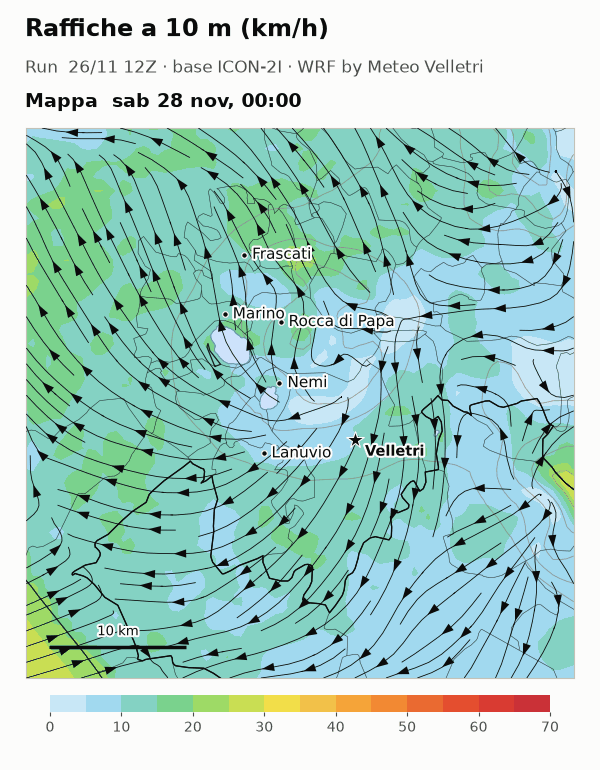 Raffiche a 10 m (km/h)
Run  26/11 12Z · base ICON-2I · WRF by Meteo Velletri
Mappa  sab 28 nov, 00:00
Frascati
Marino
Rocca di Papa
Nemi
Velletri
Lanuvio
10 km
0 10 20 30 40 50 60 70